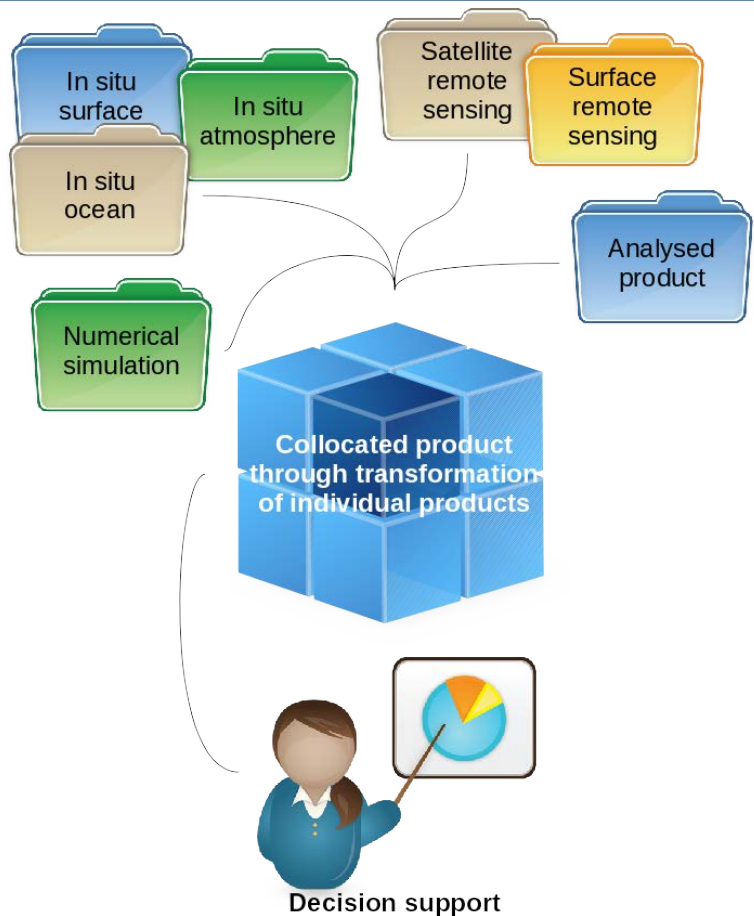 In situ
surface
In situ
atmosphere
In situ
ocean
Satellite
remote
sensing
Surface
remote
sensing
Analysed
product
Numerical
simulation
Collocated product
through transformation
of individual products
Decision support